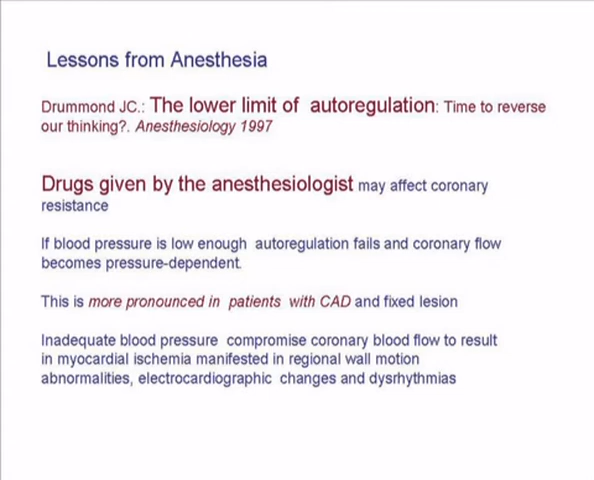 Lessons from Anesthesia
Drummond JC.: The lower limit of autoregulation: Time to reverse
our thinking?. Anesthesiology 1997
Drugs given by the anesthesiologist may affect coronary
resistance
If blood pressure is low enough autoregulation fails and coronary flow
becomes pressure-dependent.
This is more pronounced in patients with CAD and fixed lesion
Inadequate blood pressure compromise coronary blood flow to result
in myocardial ischemia manifested in regional wall motion
abnormalities, electrocardiographic changes and dysrhythmias